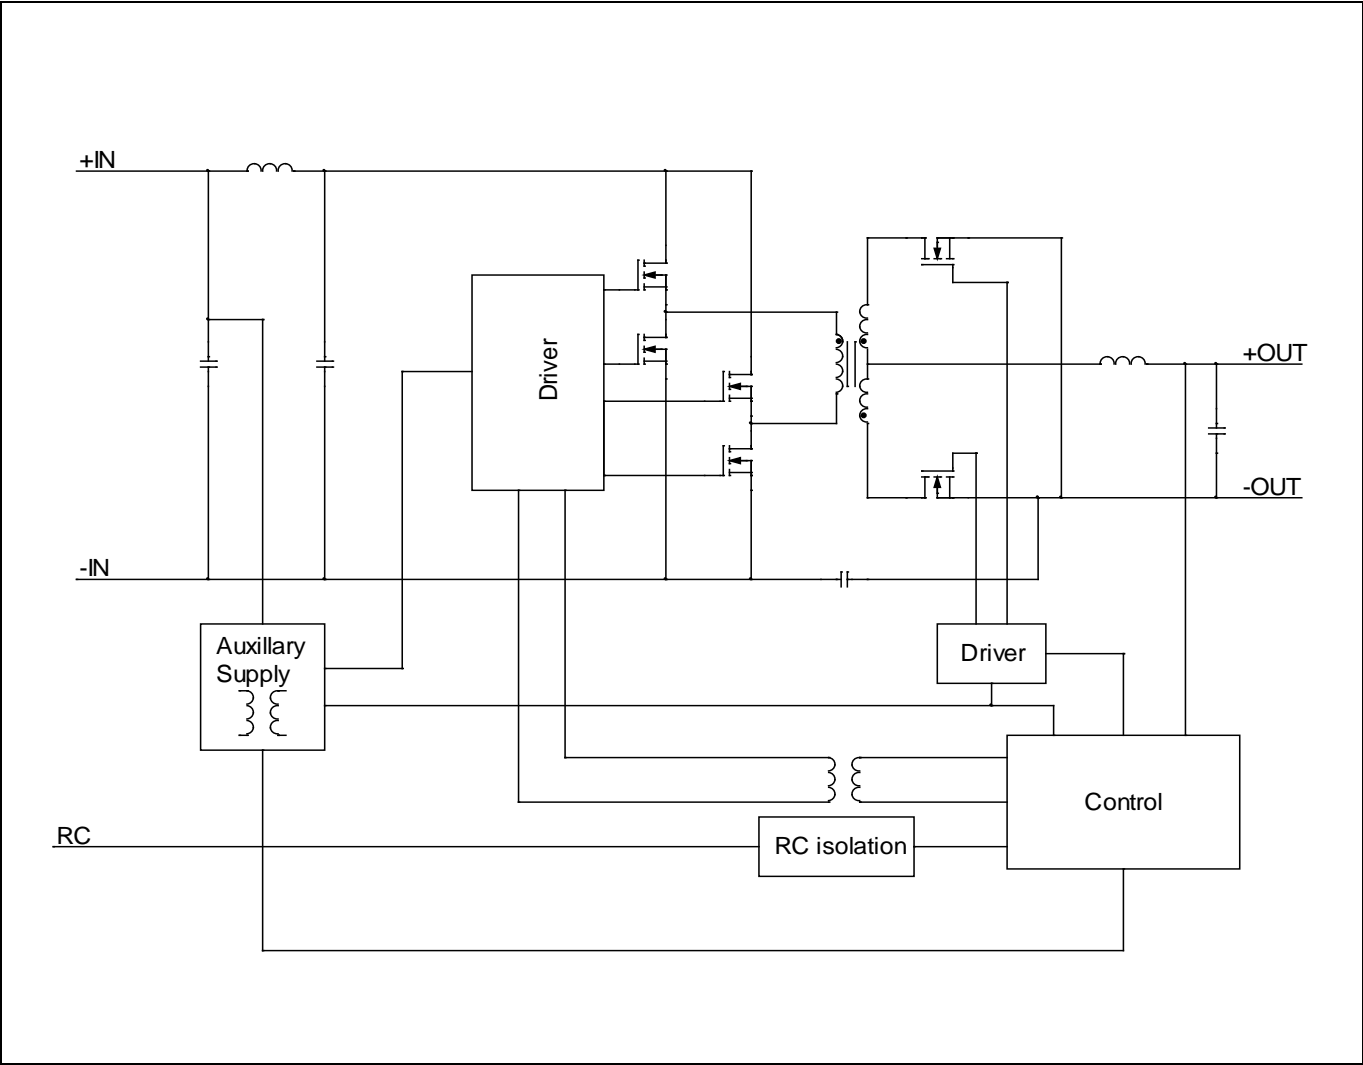 +IN
Driver
+OUT
-OUT
-IN
Auxillary
Supply
Driver
Control
RC
RC isolation